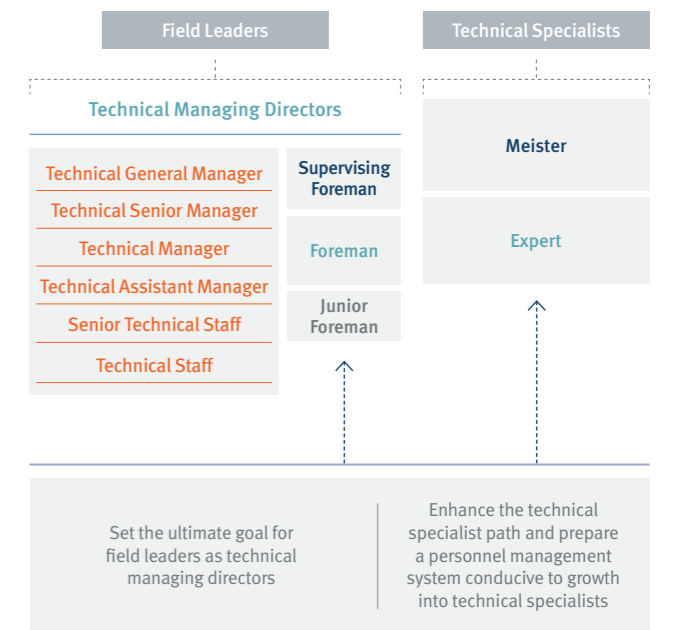 Field Leaders
Technical Specialists
Technical Managing Directors
Technical General Manager
Technical Senior Manager
Technical Manager
Technical Assistant Manager
Senior Technical Staff
Technical Staff
Supervising
Foreman
Foreman
Junior
Foreman
Meister
Expert
Set the ultimate goal for
field leaders as technical
managing directors
Enhance the technical
specialist path and prepare
a personnel management
system conducive to growth
into technical specialists